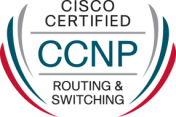 CISCO
CERTIFIED
CCNP
ROUTING &
SWITCHING